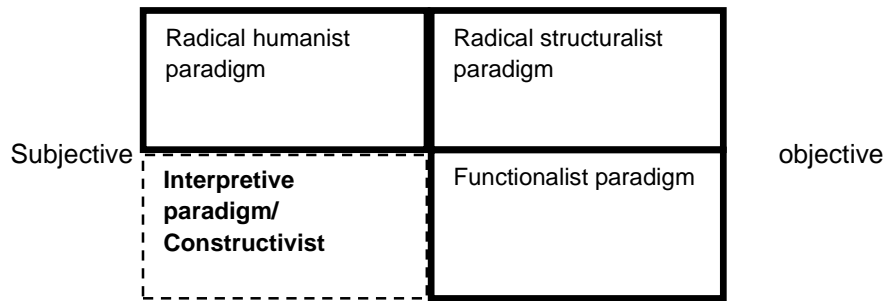 Radical humanist
paradigm
Radical structuralist
paradigm
Subjective
objective
Interpretive
paradigm/
Constructivist
Functionalist paradigm